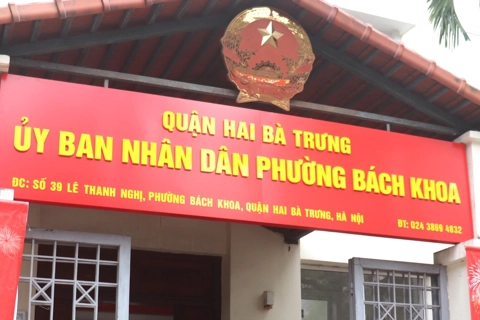 QUẬN HAI BÀ TRƯNG
ỦY BAN NHÂN DÂN PHƯỜNG BÁCH KHOA
ĐC: SỐ 39 LÊ THANH NGHỊ, PHƯỜNG BÁCH KHOA, QUẬN HAI BÀ TRƯNG, HÀ NỘI
ĐT: 024 3869 4832